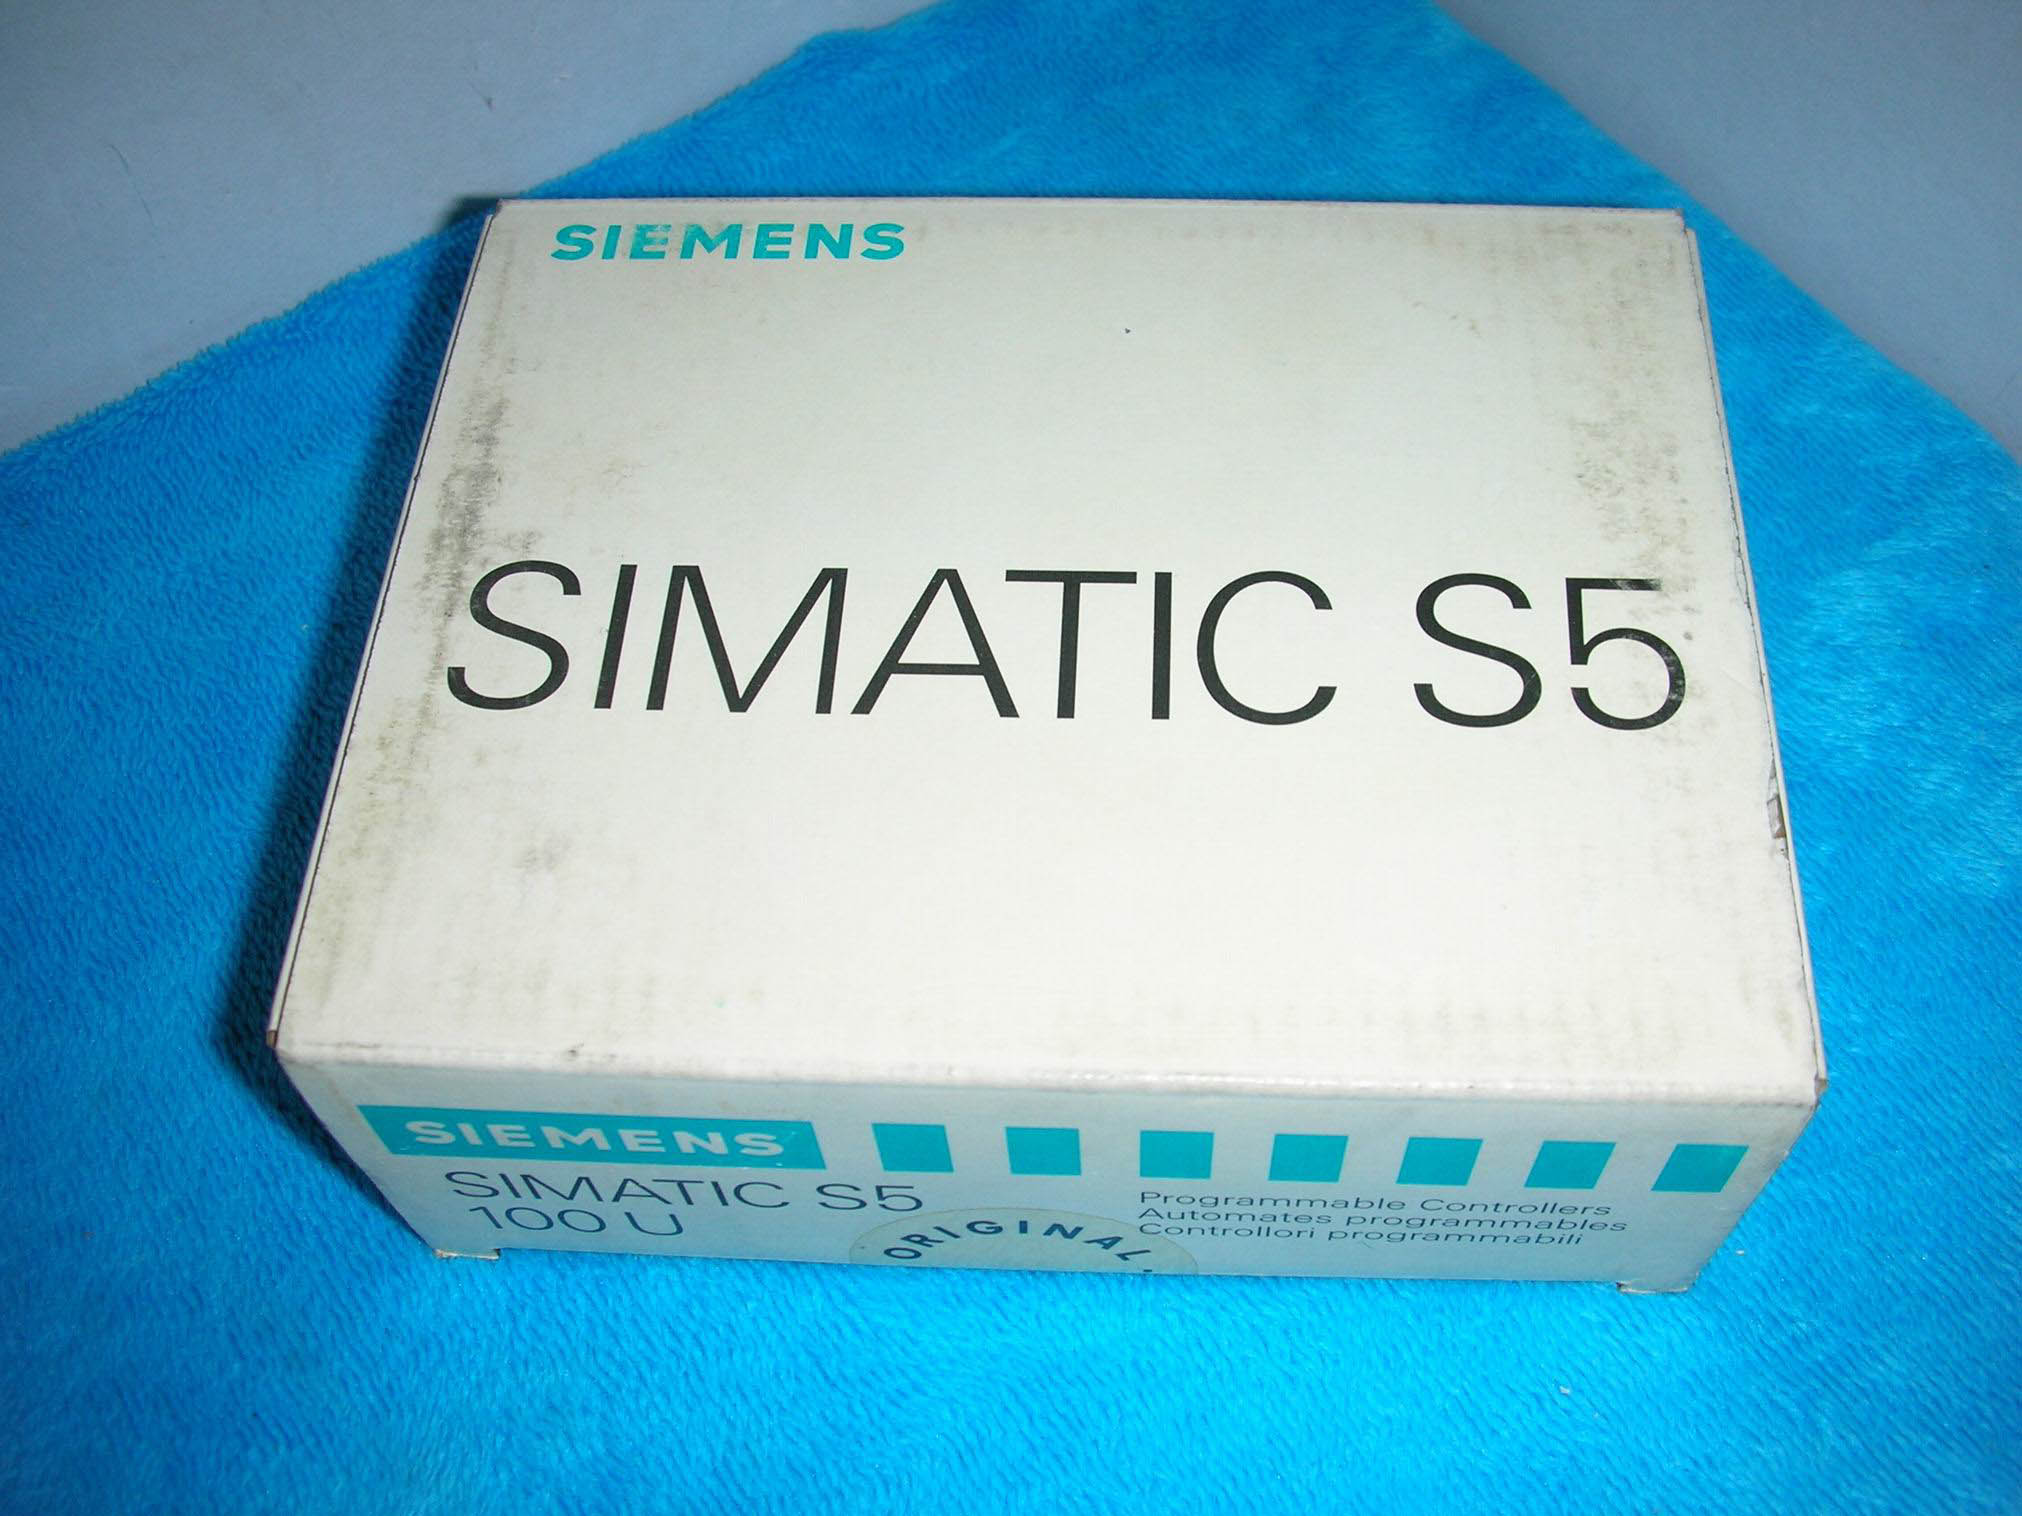 SIEMENS
SIMATIC S5
SIEMENS
SIMATIC S5
100 U
ORIGINAL
Programmable Controllers
Automates programmables
Controllori programmabili